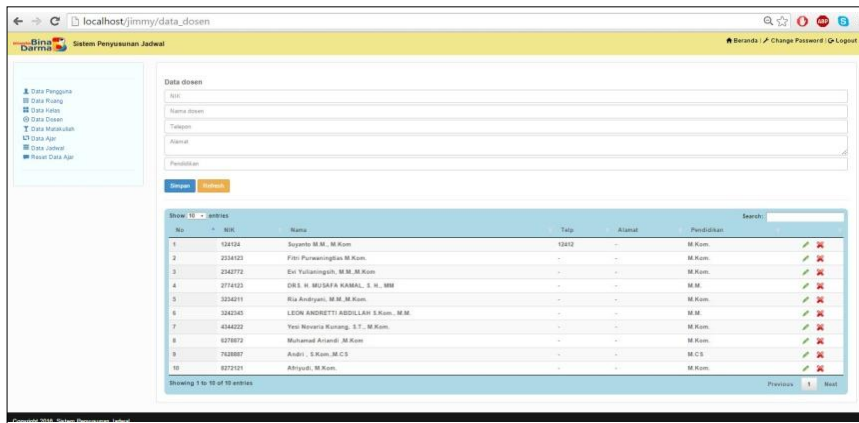 localhost/jimmy/data_dosen
Bina Darma Sistem Penyusunan Jadwal
Beranda | Change Password | Logout
Data Pengguna
Data Ruang
Data Kelas
Data Dosen
Data Matakuliah
Data Ajar
Data Jadwal
Reset Data Ajar
Data dosen
NIK
Nama dosen
Telepon
Alamat
Pendidikan
Simpan Refresh
Show 10 entries Search:
No NIK Nama Telp Alamat Pendidikan
1 124124 Suyanto M.M., M.Kom 12412 - M.Kom.
2 2334123 Fitri Purwaningtias M.Kom. - - M.Kom.
3 2342772 Evi Yulianingsih, M.M.,M.Kom - - M.Kom.
4 2774123 DRS. H. MUSAFA KAMAL, S. H., MM - - M.M.
5 3234211 Ria Andryani, M.M.,M.Kom. - - M.Kom.
6 3242343 LEON ANDRETTI ABDILLAH S.Kom., M.M. - - M.M.
7 4344222 Yesi Novaria Kunang, S.T., M.Kom. - - M.Kom.
8 6278672 Muhamad Ariandi ,M.Kom - - M.Kom.
9 7628887 Andri , S.Kom.,M.CS - - M.CS
10 8272121 Afriyudi, M.Kom. - - M.Kom.
Showing 1 to 10 of 10 entries Previous 1 Next
Copyright 2016, Sistem Penyusunan Jadwal